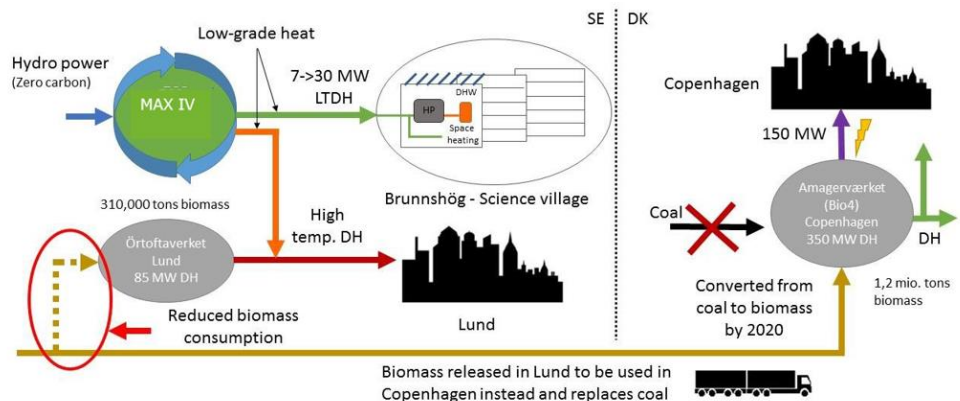 SE
DK
Hydro power
(Zero carbon)
Low-grade heat
MAX IV
7->30 MW
LTDH
DHW
HP
Space
heating
Brunnshög - Science village
Copenhagen
150 MW
Amagerværket
(Bio4)
Copenhagen
350 MW DH
DH
Coal
Converted from
coal to biomass
by 2020
1,2 mio. tons
biomass
310,000 tons biomass
Örtoftaverket
Lund
85 MW DH
High
temp. DH
Lund
Reduced biomass
consumption
Biomass released in Lund to be used in
Copenhagen instead and replaces coal